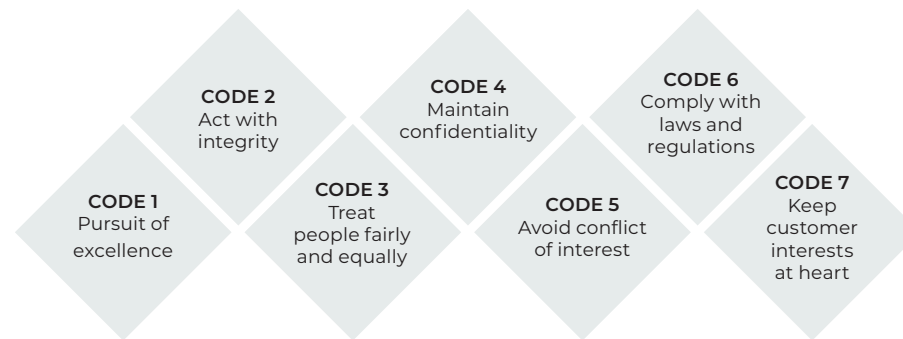 CODE 1
Pursuit of
excellence
CODE 2
Act with
integrity
CODE 3
Treat
people fairly
and equally
CODE 4
Maintain
confidentiality
CODE 5
Avoid conflict
of interest
CODE 6
Comply with
laws and
regulations
CODE 7
Keep
customer
interests
at heart